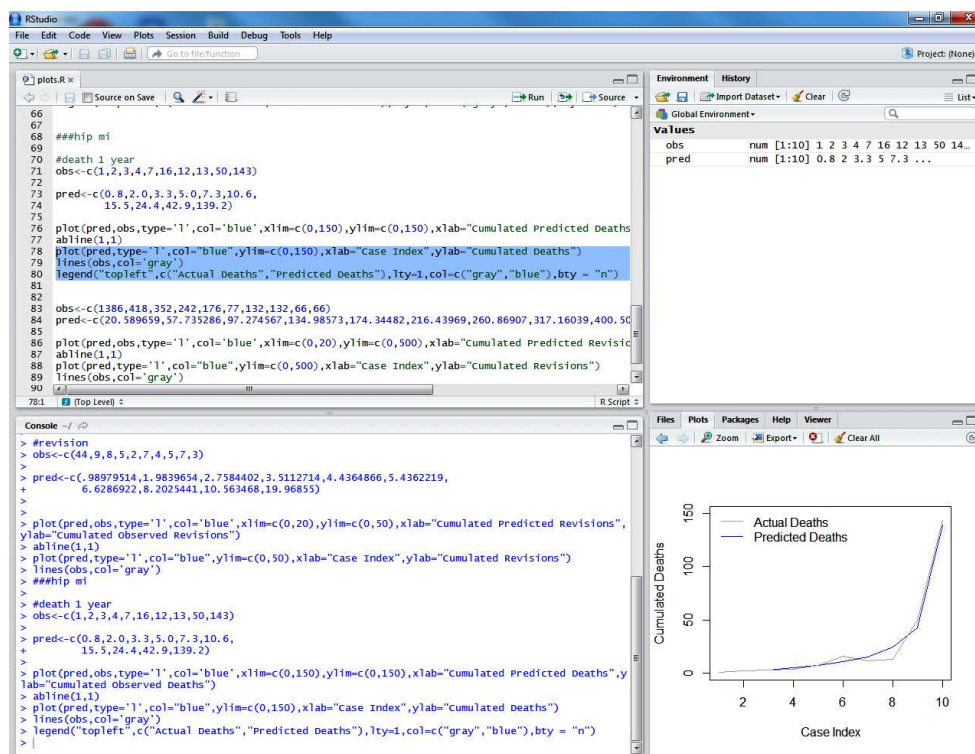 RStudio
File Edit Code View Plots Session Build Debug Tools Help
Go to file/function
Project: (None)
plots.R
Source on Save
Run
Source
66
67
68 ###hip mi
69
70 #death 1 year
71 obs<-c(1,2,3,4,7,16,12,13,50,143)
72
73 pred<-c(0.8,2.0,3.3,5.0,7.3,10.6,
74 15.5,24.4,42.9,139.2)
75
76 plot(pred,obs,type='l',col='blue',xlim=c(0,150),ylim=c(0,150),xlab="Cumulated Predicted Deaths
77 abline(1,1)
78 plot(pred,type='l',col="blue",ylim=c(0,150),xlab="Case Index",ylab="Cumulated Deaths")
79 lines(obs,col='gray')
80 legend("topleft",c("Actual Deaths","Predicted Deaths"),lty=1,col=c("gray","blue"),bty = "n")
81
82
83 obs<-c(1386,418,352,242,176,77,132,132,66,66)
84 pred<-c(20.589659,57.735286,97.274567,134.98573,174.34482,216.43969,260.86907,317.16039,400.50
85
86 plot(pred,obs,type='l',col='blue',xlim=c(0,20),ylim=c(0,500),xlab="Cumulated Predicted Revisio
87 abline(1,1)
88 plot(pred,type='l',col="blue",ylim=c(0,500),xlab="Case Index",ylab="Cumulated Revisions")
89 lines(obs,col='gray')
90
78:1 (Top Level) R Script
Console ~/
> #revision
> obs<-c(44,9,8,5,2,7,4,5,7,3)
>
> pred<-c(.98979514,1.9839654,2.7584402,3.5112714,4.4364866,5.4362219,
+ 6.6286922,8.2025441,10.563468,19.96855)
>
>
> plot(pred,obs,type='l',col='blue',xlim=c(0,20),ylim=c(0,50),xlab="Cumulated Predicted Revisions",
ylab="Cumulated Observed Revisions")
> abline(1,1)
> plot(pred,type='l',col="blue",ylim=c(0,50),xlab="Case Index",ylab="Cumulated Revisions")
> lines(obs,col='gray')
> ###hip mi
>
> #death 1 year
> obs<-c(1,2,3,4,7,16,12,13,50,143)
>
> pred<-c(0.8,2.0,3.3,5.0,7.3,10.6,
+ 15.5,24.4,42.9,139.2)
>
> plot(pred,obs,type='l',col='blue',xlim=c(0,150),ylim=c(0,150),xlab="Cumulated Predicted Deaths",y
lab="Cumulated Observed Deaths")
> abline(1,1)
> plot(pred,type='l',col="blue",ylim=c(0,150),xlab="Case Index",ylab="Cumulated Deaths")
> lines(obs,col='gray')
> legend("topleft",c("Actual Deaths","Predicted Deaths"),lty=1,col=c("gray","blue"),bty = "n")
>
Environment History
Import Dataset Clear List
Global Environment
Values
obs num [1:10] 1 2 3 4 7 16 12 13 50 14...
pred num [1:10] 0.8 2 3.3 5 7.3 ...
Files Plots Packages Help Viewer
Zoom Export Clear All
Actual Deaths
Predicted Deaths
Cumulated Deaths
150
100
50
0
2 4 6 8 10
Case Index